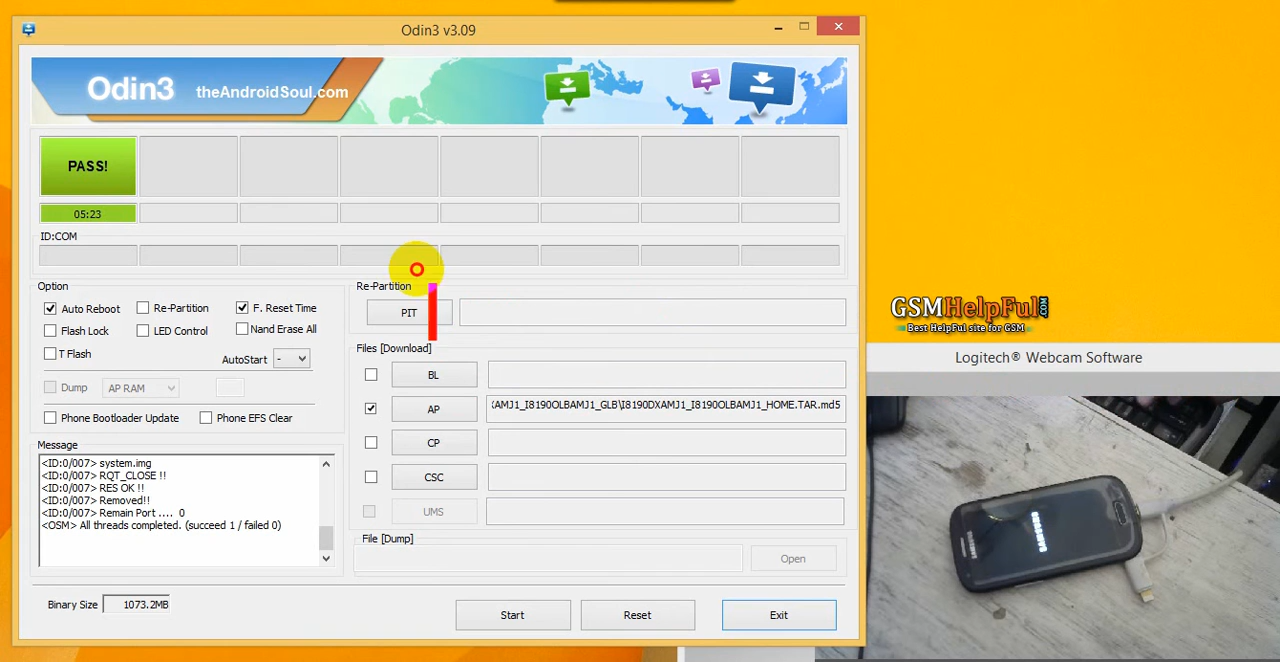 Odin3 v3.09
Odin3 theAndroidSoul.com
PASS!
05:23
ID:COM
Option
Auto Reboot
Re-Partition
F. Reset Time
Flash Lock
LED Control
Nand Erase All
T Flash
AutoStart -
Dump
AP RAM
Phone Bootloader Update
Phone EFS Clear
Message
<ID:0/007> system.img
<ID:0/007> RQT_CLOSE !!
<ID:0/007> RES OK !!
<ID:0/007> Removed!!
<ID:0/007> Remain Port .... 0
<OSM> All threads completed. (succeed 1 / failed 0)
Binary Size 1073.2MB
Re-Partition
PIT
Files [Download]
BL
AP
XAMJ1_I8190OLBAMJ1_GLB\I8190DXAMJ1_I8190OLBAMJ1_HOME.TAR.md5
CP
CSC
UMS
File [Dump]
Open
Start
Reset
Exit
GSMHelpFul.COM
Best HelpFul site for GSM
Logitech® Webcam Software
SAMSUNG
SAMSUNG